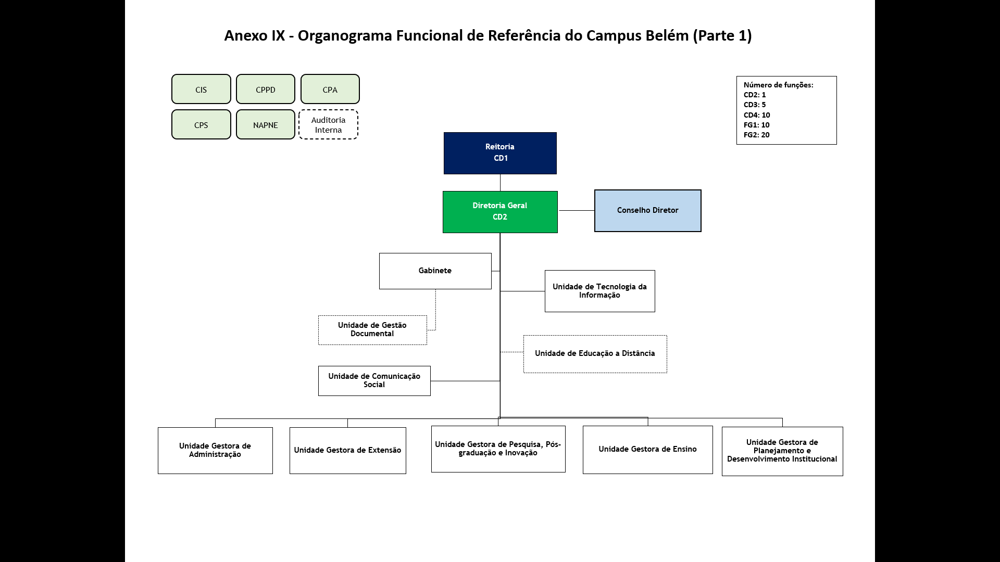 Anexo IX - Organograma Funcional de Referência do Campus Belém (Parte 1)
CIS
CPPD
CPA
CPS
NAPNE
Auditoria
Interna
Número de funções:
CD2: 1
CD3: 5
CD4: 10
FG1: 10
FG2: 20
Reitoria
CD1
Diretoria Geral
CD2
Conselho Diretor
Gabinete
Unidade de Tecnologia da
Informação
Unidade de Gestão
Documental
Unidade de Educação a Distância
Unidade de Comunicação
Social
Unidade Gestora de
Administração
Unidade Gestora de Extensão
Unidade Gestora de Pesquisa, Pós-
graduação e Inovação
Unidade Gestora de Ensino
Unidade Gestora de
Planejamento e
Desenvolvimento Institucional